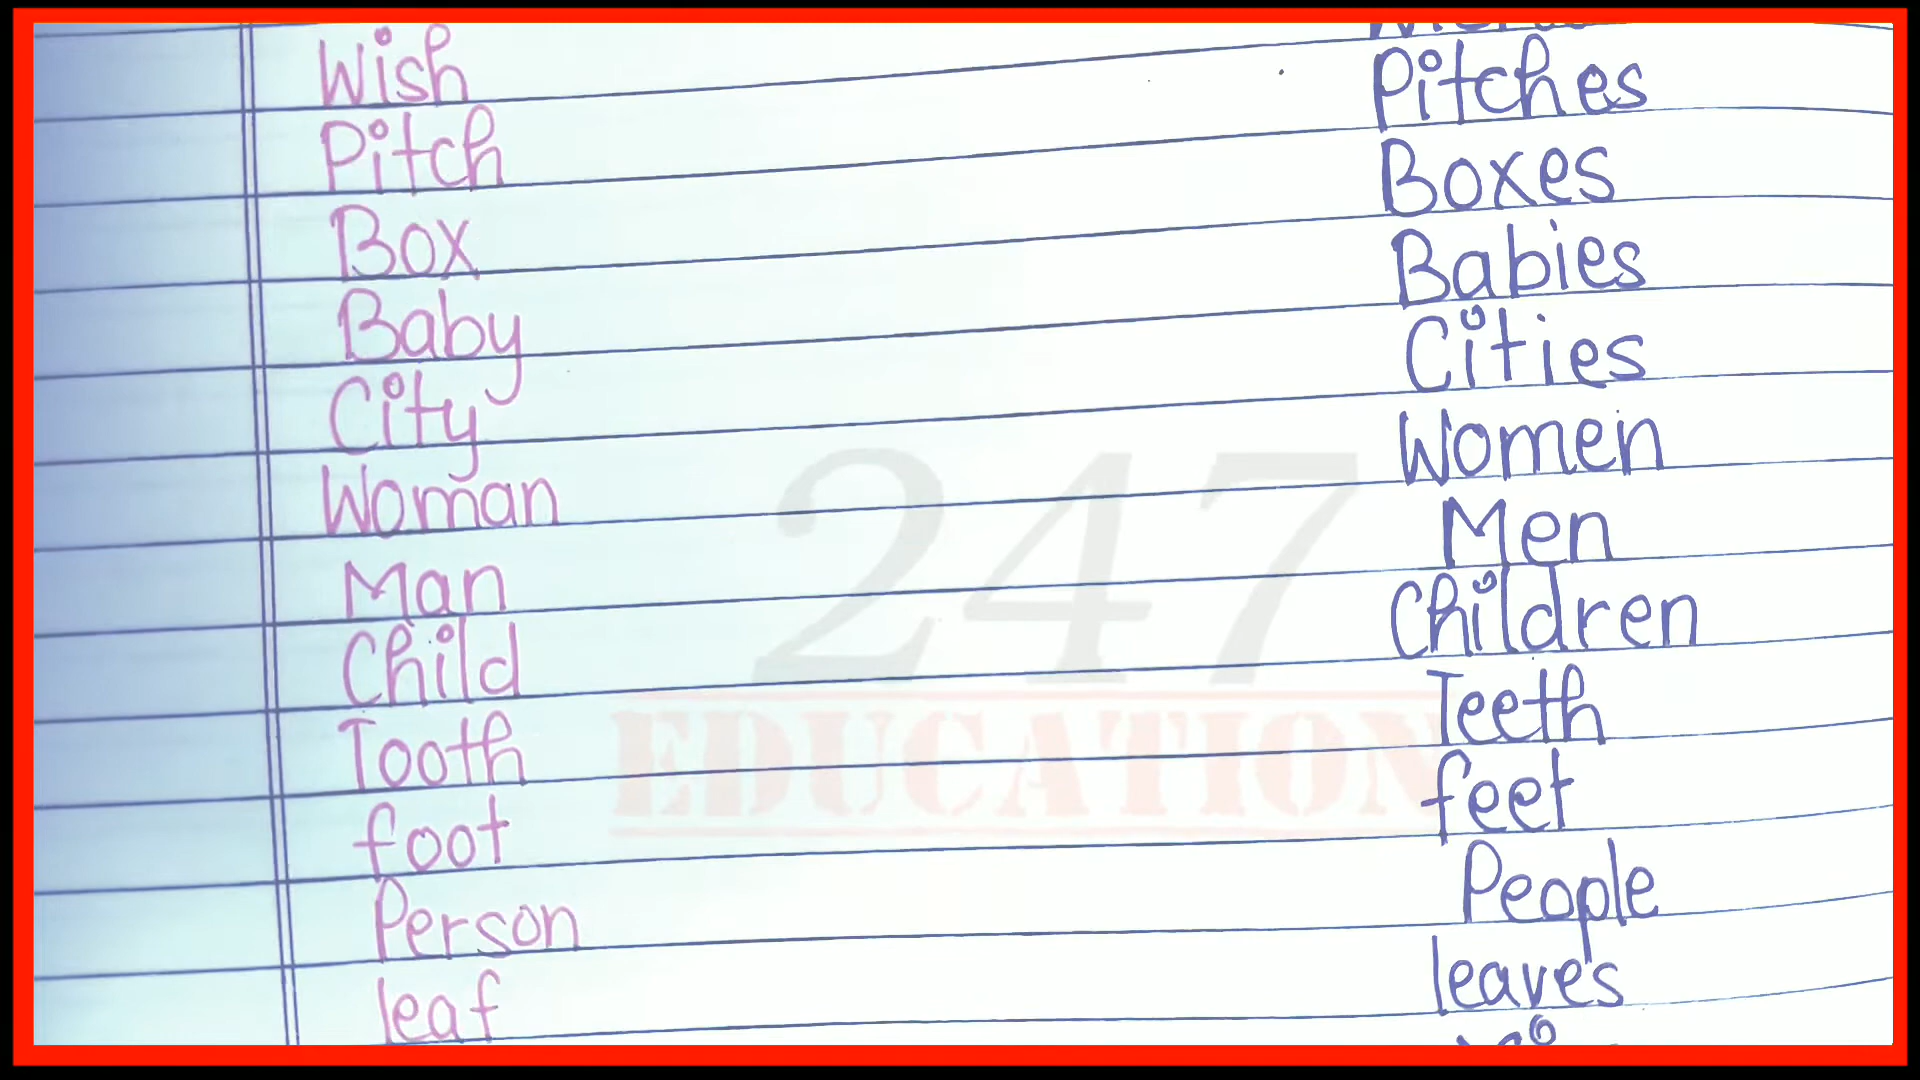 Wish
Pitch Pitches
Box Boxes
Baby Babies
City Cities
Woman Women
Man Men
Child Children
Tooth Teeth
foot feet
Person People
leaf leaves
247
EDUCATION